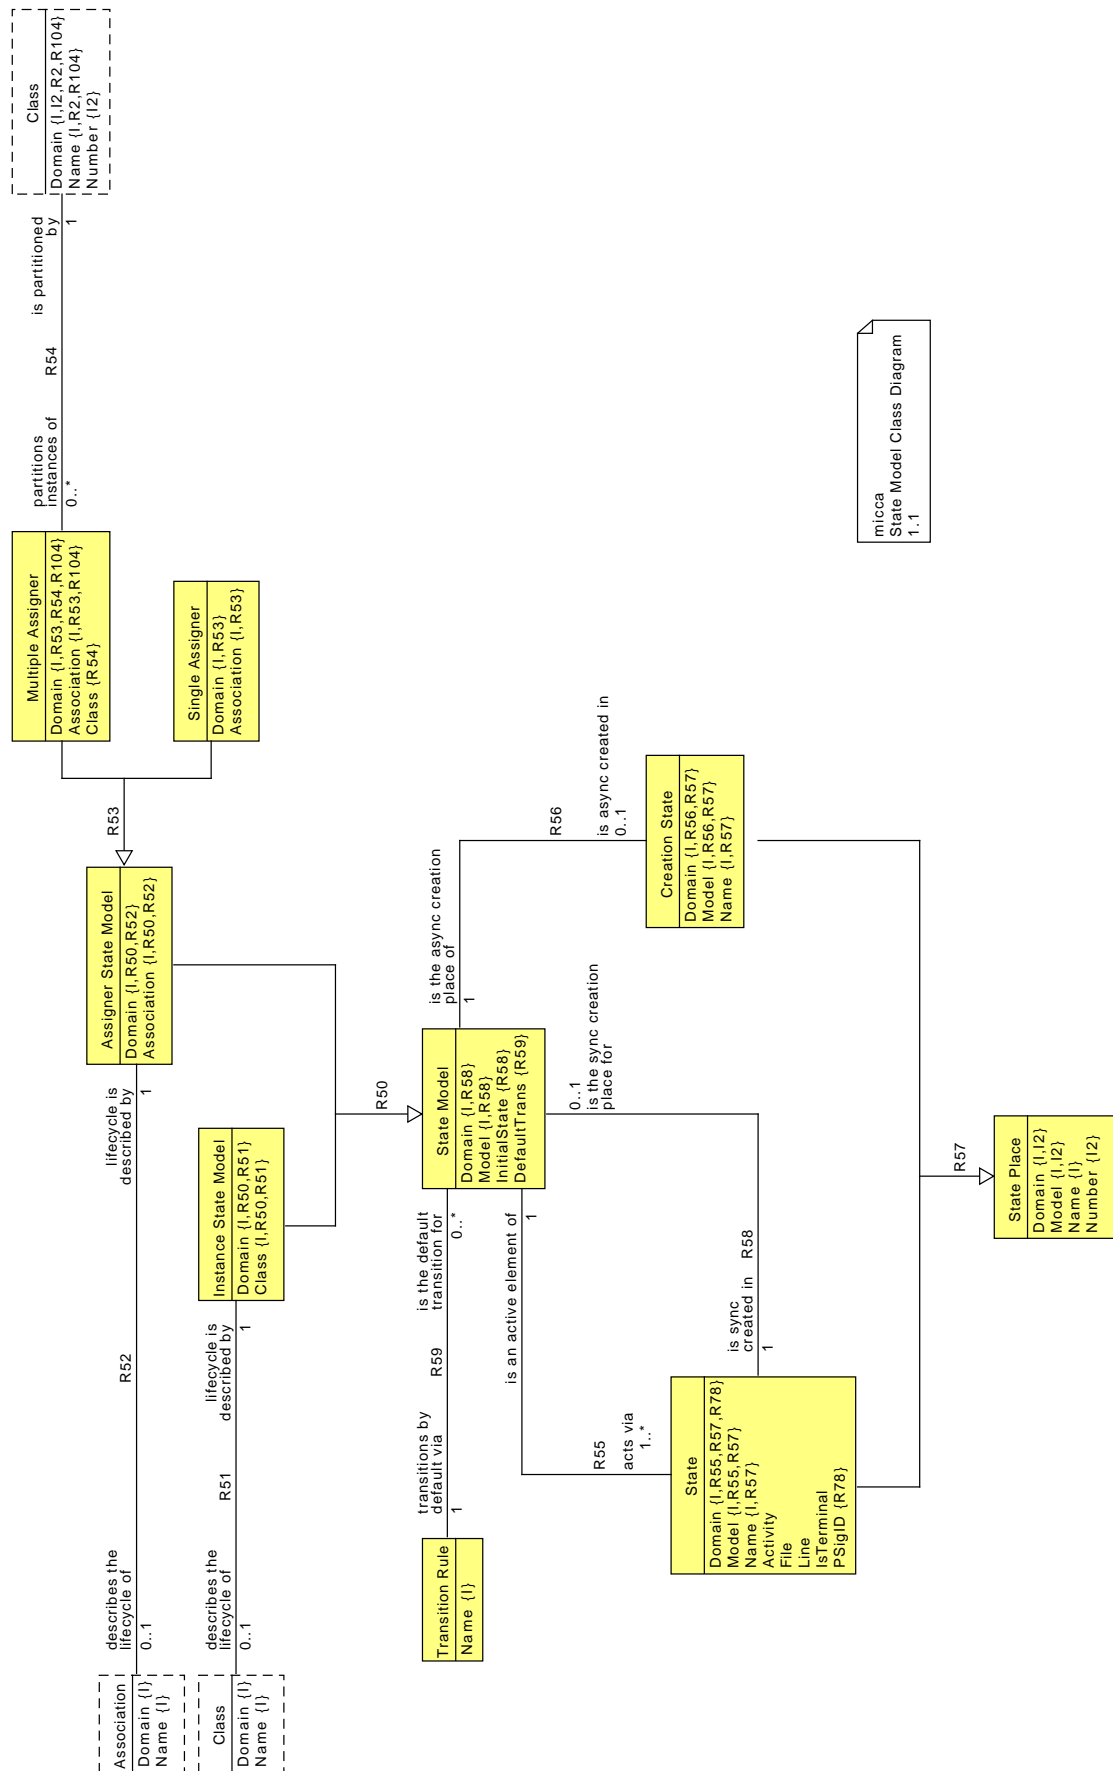 Association
Domain {I}
Name {I}
describes the
lifecycle of
0..1
R52
lifecycle is
described by
1
Assigner State Model
Domain {I,R50,R52}
Association {I,R50,R52}
R53
Multiple Assigner
Domain {I,R53,R54,R104}
Association {I,R53,R104}
Class {R54}
partitions
instances of
0..*
R54
is partitioned
by
1
Class
Domain {I,I2,R2,R104}
Name {I,R2,R104}
Number {I2}
Single Assigner
Domain {I,R53}
Association {I,R53}
Class
Domain {I}
Name {I}
describes the
lifecycle of
0..1
R51
lifecycle is
described by
1
Instance State Model
Domain {I,R50,R51}
Class {I,R50,R51}
R50
Transition Rule
Name {I}
transitions by
default via
1
R59
is the default
transition for
0..*
State Model
Domain {I,R58}
Model {I,R58}
InitialState {R58}
DefaultTrans {R59}
is the async creation
place of
1
R56
is async created in
0..1
is an active element of
1
R55
acts via
1..*
0..1
is the sync creation
place for
is sync
created in
1
R58
Creation State
Domain {I,R56,R57}
Model {I,R56,R57}
Name {I,R57}
State
Domain {I,R55,R57,R78}
Model {I,R55,R57}
Name {I,R57}
Activity
File
Line
IsTerminal
PSigID {R78}
R57
State Place
Domain {I,I2}
Model {I,I2}
Name {I}
Number {I2}
micca
State Model Class Diagram
1.1